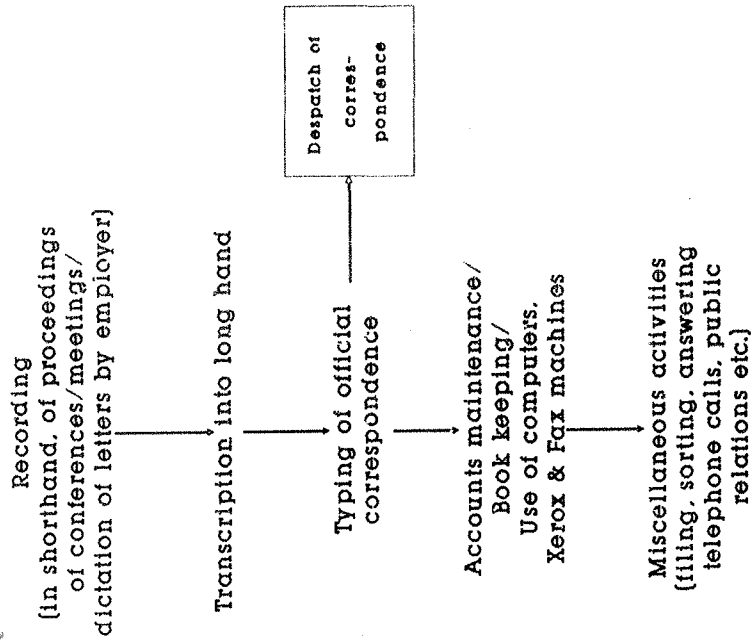 Recording
(in shorthand, of proceedings
of conferences/meetings/
dictation of letters by employer)
Transcription into long hand
Typing of official
correspondence
Despatch of
corres-
pondence
Accounts maintenance/
Book keeping/
Use of computers,
Xerox & Fax machines
Miscellaneous activities
(filing, sorting, answering
telephone calls, public
relations etc.)